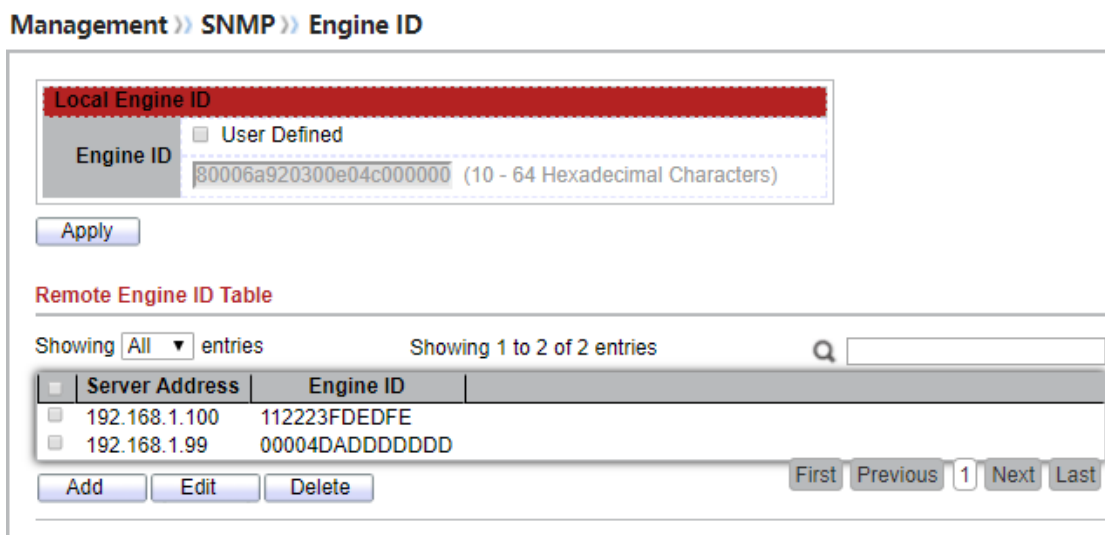 Management » SNMP » Engine ID
Local Engine ID
Engine ID
User Defined
80006a920300e04c000000 (10 - 64 Hexadecimal Characters)
Apply
Remote Engine ID Table
Showing All ▼ entries Showing 1 to 2 of 2 entries
Server Address Engine ID
192.168.1.100 112223FDEDFE
192.168.1.99 00004DADDDDDDD
Add Edit Delete First Previous 1 Next Last